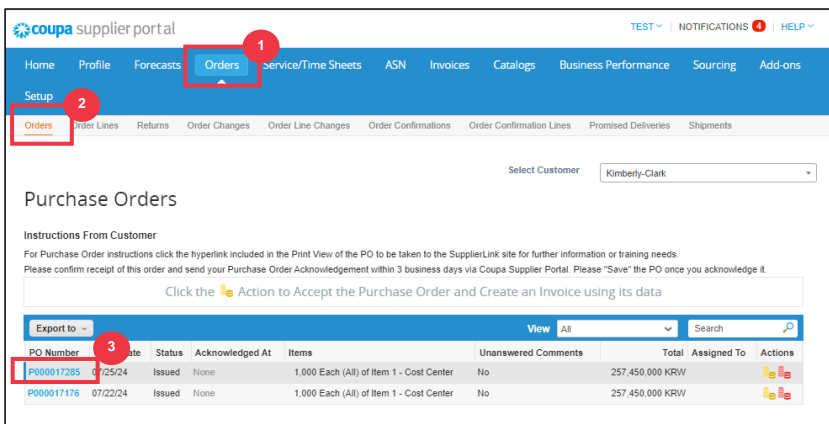 coupa supplier portal
TEST NOTIFICATIONS 4 HELP
1
Home Profile Forecasts Orders Service/Time Sheets ASN Invoices Catalogs Business Performance Sourcing Add-ons
Setup
2
Orders Order Lines Returns Order Changes Order Line Changes Order Confirmations Order Confirmation Lines Promised Deliveries Shipments
Select Customer Kimberly-Clark
Purchase Orders
Instructions From Customer
For Purchase Order instructions click the hyperlink included in the Print View of the PO to be taken to the SupplierLink site for further information or training needs.
Please confirm receipt of this order and send your Purchase Order Acknowledgement within 3 business days via Coupa Supplier Portal. Please "Save" the PO once you acknowledge it.
Click the Action to Accept the Purchase Order and Create an Invoice using its data
Export to View All Search
3
PO Number ate Status Acknowledged At Items Unanswered Comments Total Assigned To Actions
P000017285 07/25/24 Issued None 1,000 Each (All) of Item 1 - Cost Center No 257,450,000 KRW
P000017176 07/22/24 Issued None 1,000 Each (All) of Item 1 - Cost Center No 257,450,000 KRW